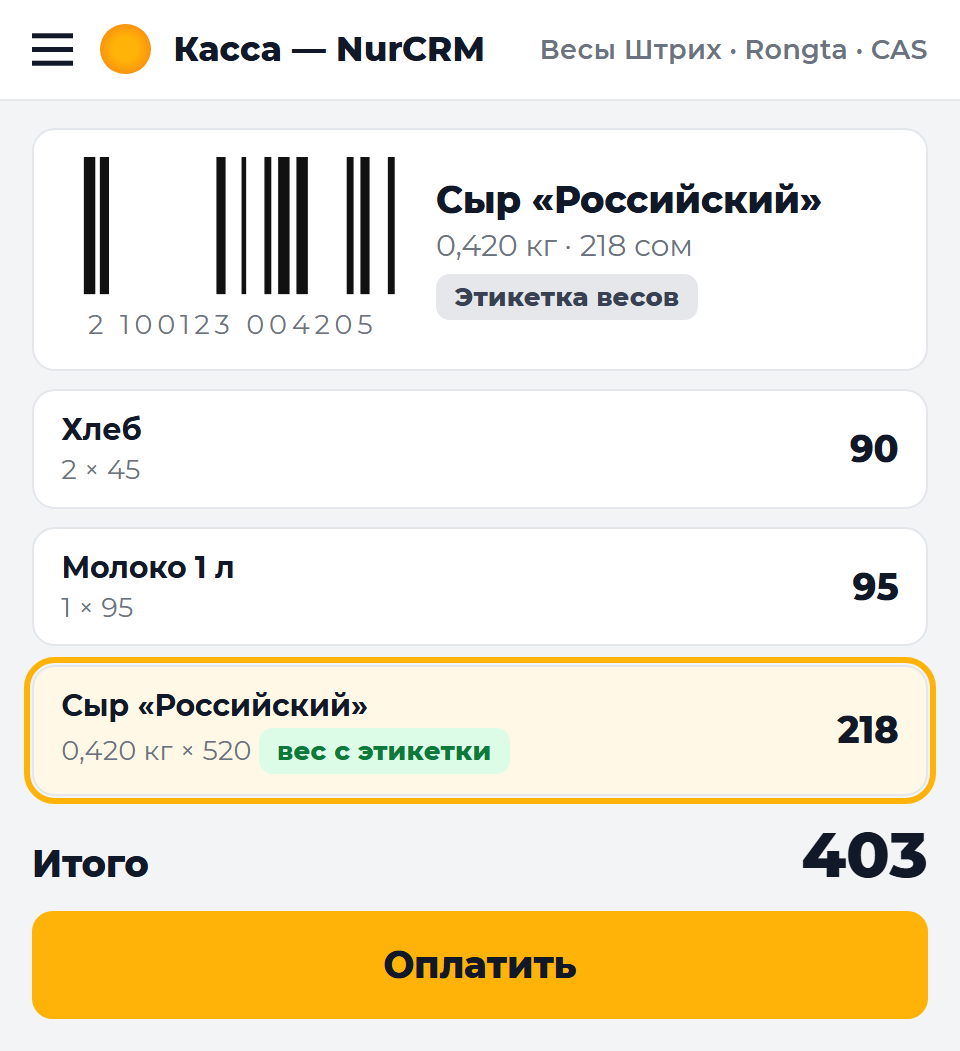 Касса — NurCRM
Весы Штрих · Rongta · CAS
2 100123 004205
Сыр «Российский»
0,420 кг · 218 сом
Этикетка весов
Хлеб
2 × 45
90
Молоко 1 л
1 × 95
95
Сыр «Российский»
0,420 кг × 520 вес с этикетки
218
Итого
403
Оплатить